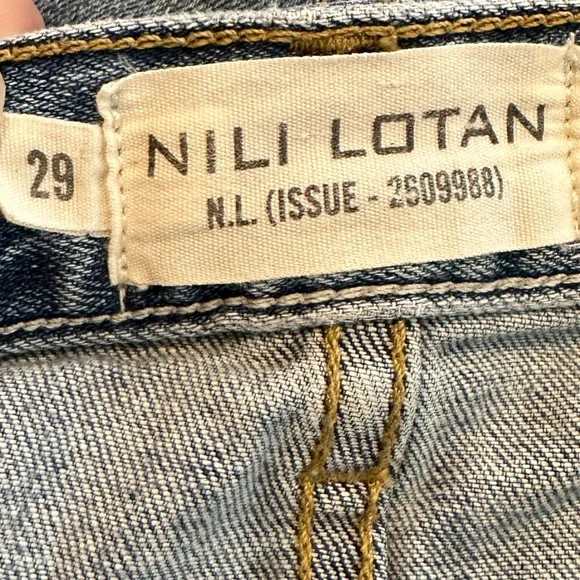 29
NILI LOTAN
N.L. (ISSUE - 2609988)